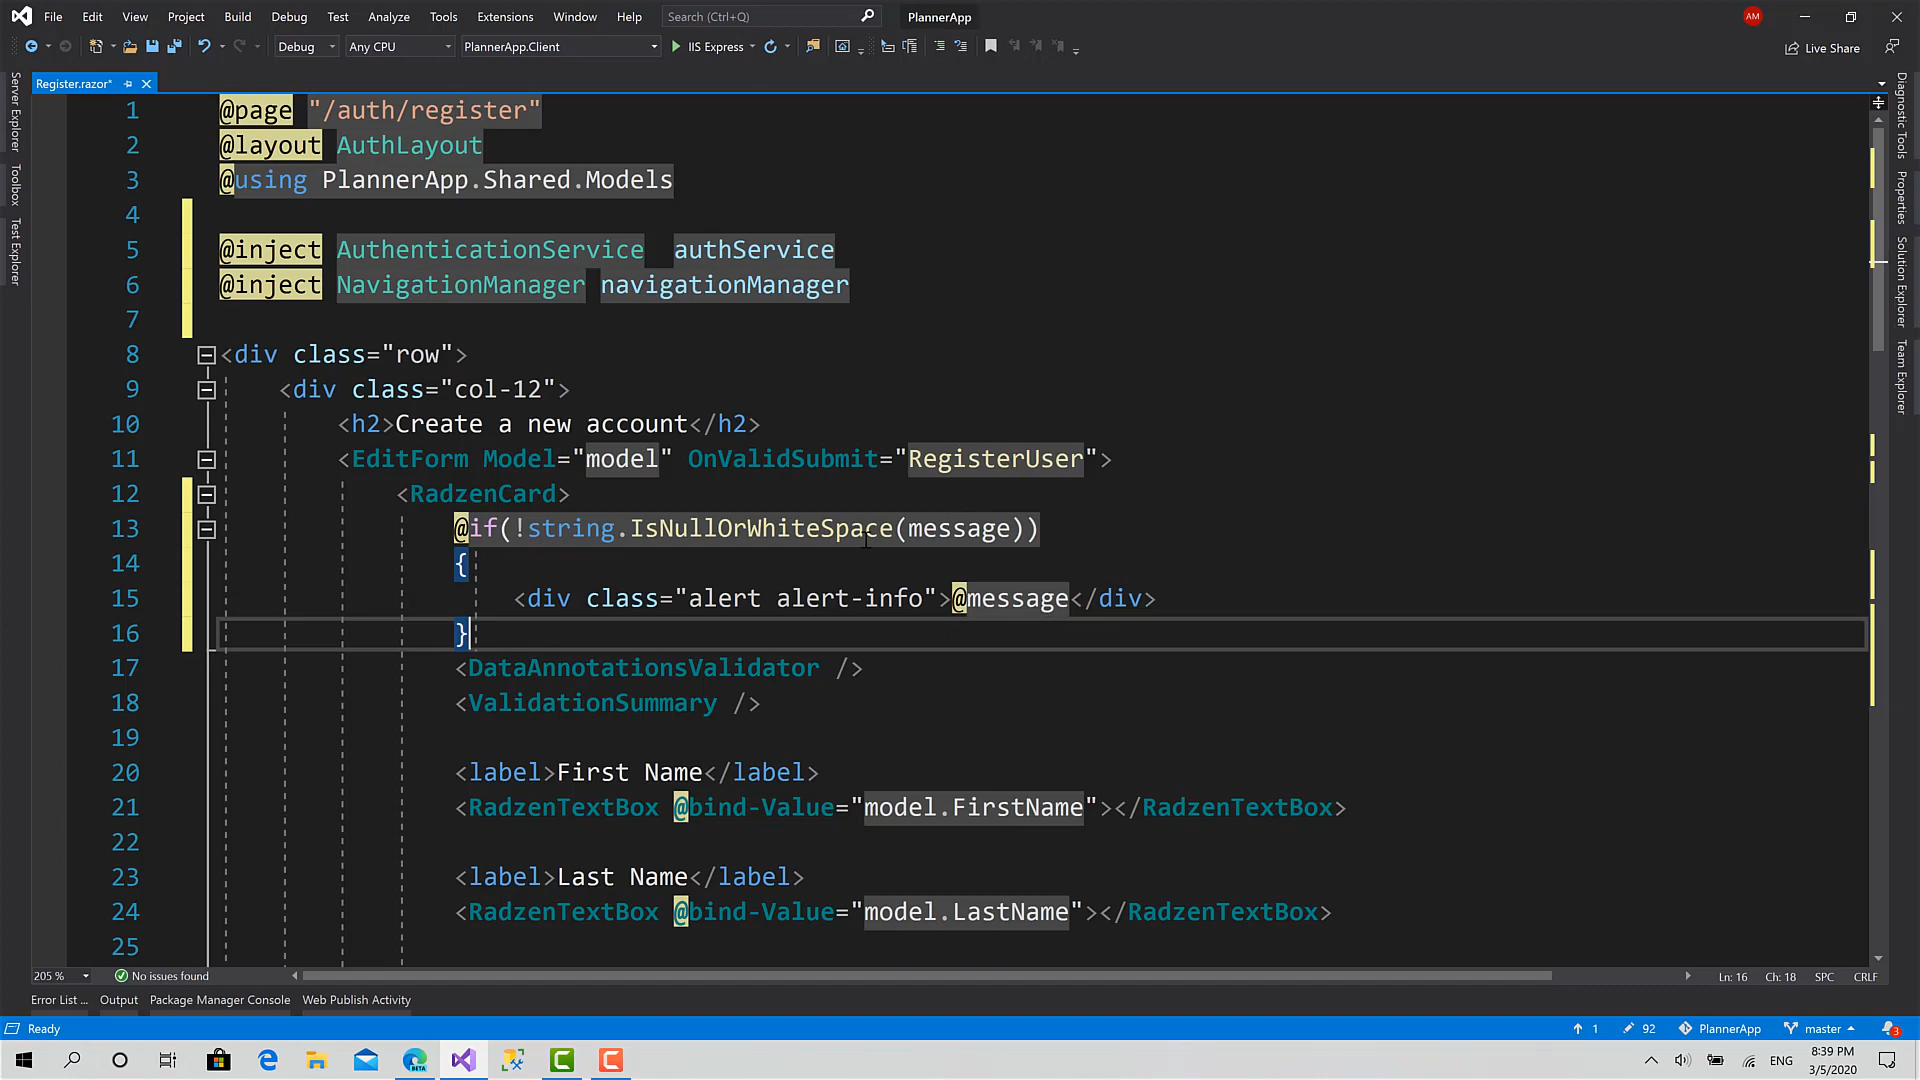 File Edit View Project Build Debug Test Analyze Tools Extensions Window Help Search (Ctrl+Q) PlannerApp AM
Debug Any CPU PlannerApp.Client IIS Express Live Share
Register.razor*
Server Explorer
Toolbox
Test Explorer
Diagnostic Tools
Properties
Solution Explorer
Team Explorer
1 @page "/auth/register"
2 @layout AuthLayout
3 @using PlannerApp.Shared.Models
4
5 @inject AuthenticationService authService
6 @inject NavigationManager navigationManager
7
8 <div class="row">
9 <div class="col-12">
10 <h2>Create a new account</h2>
11 <EditForm Model="model" OnValidSubmit="RegisterUser">
12 <RadzenCard>
13 @if(!string.IsNullOrWhiteSpace(message))
14 {
15 <div class="alert alert-info">@message</div>
16 }
17 <DataAnnotationsValidator />
18 <ValidationSummary />
19
20 <label>First Name</label>
21 <RadzenTextBox @bind-Value="model.FirstName"></RadzenTextBox>
22
23 <label>Last Name</label>
24 <RadzenTextBox @bind-Value="model.LastName"></RadzenTextBox>
25
205 % No issues found Ln: 16 Ch: 18 SPC CRLF
Error List ... Output Package Manager Console Web Publish Activity
Ready 1 92 PlannerApp master 3
BETA ENG 8:39 PM
3/5/2020